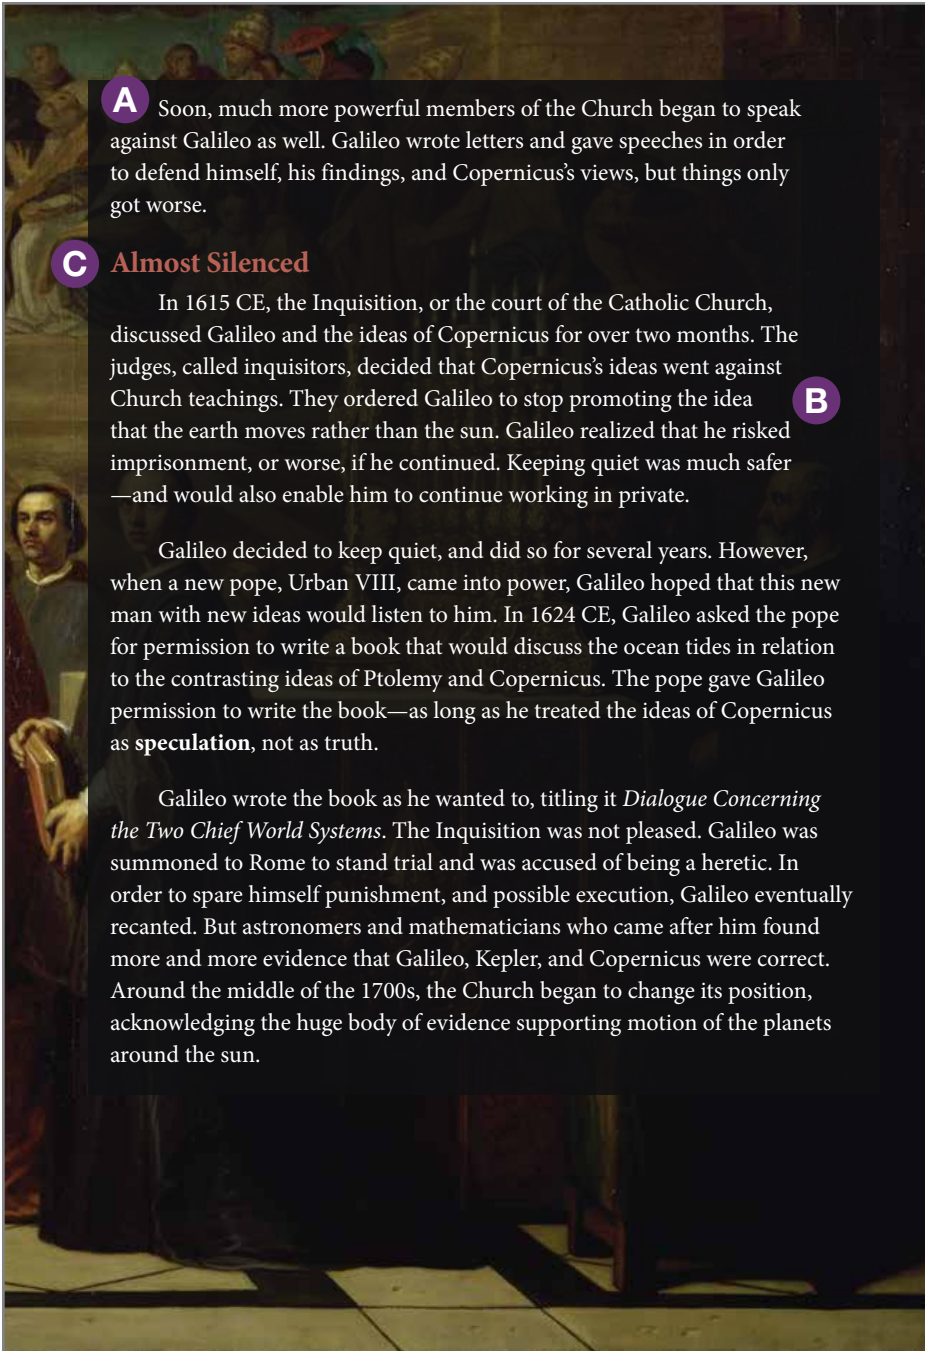 A
Soon, much more powerful members of the Church began to speak
against Galileo as well. Galileo wrote letters and gave speeches in order
to defend himself, his findings, and Copernicus's views, but things only
got worse.
C
Almost Silenced
In 1615 CE, the Inquisition, or the court of the Catholic Church,
discussed Galileo and the ideas of Copernicus for over two months. The
judges, called inquisitors, decided that Copernicus's ideas went against
Church teachings. They ordered Galileo to stop promoting the idea
B
that the earth moves rather than the sun. Galileo realized that he risked
imprisonment, or worse, if he continued. Keeping quiet was much safer
—and would also enable him to continue working in private.
Galileo decided to keep quiet, and did so for several years. However,
when a new pope, Urban VIII, came into power, Galileo hoped that this new
man with new ideas would listen to him. In 1624 CE, Galileo asked the pope
for permission to write a book that would discuss the ocean tides in relation
to the contrasting ideas of Ptolemy and Copernicus. The pope gave Galileo
permission to write the book—as long as he treated the ideas of Copernicus
as speculation, not as truth.
Galileo wrote the book as he wanted to, titling it Dialogue Concerning
the Two Chief World Systems. The Inquisition was not pleased. Galileo was
summoned to Rome to stand trial and was accused of being a heretic. In
order to spare himself punishment, and possible execution, Galileo eventually
recanted. But astronomers and mathematicians who came after him found
more and more evidence that Galileo, Kepler, and Copernicus were correct.
Around the middle of the 1700s, the Church began to change its position,
acknowledging the huge body of evidence supporting motion of the planets
around the sun.